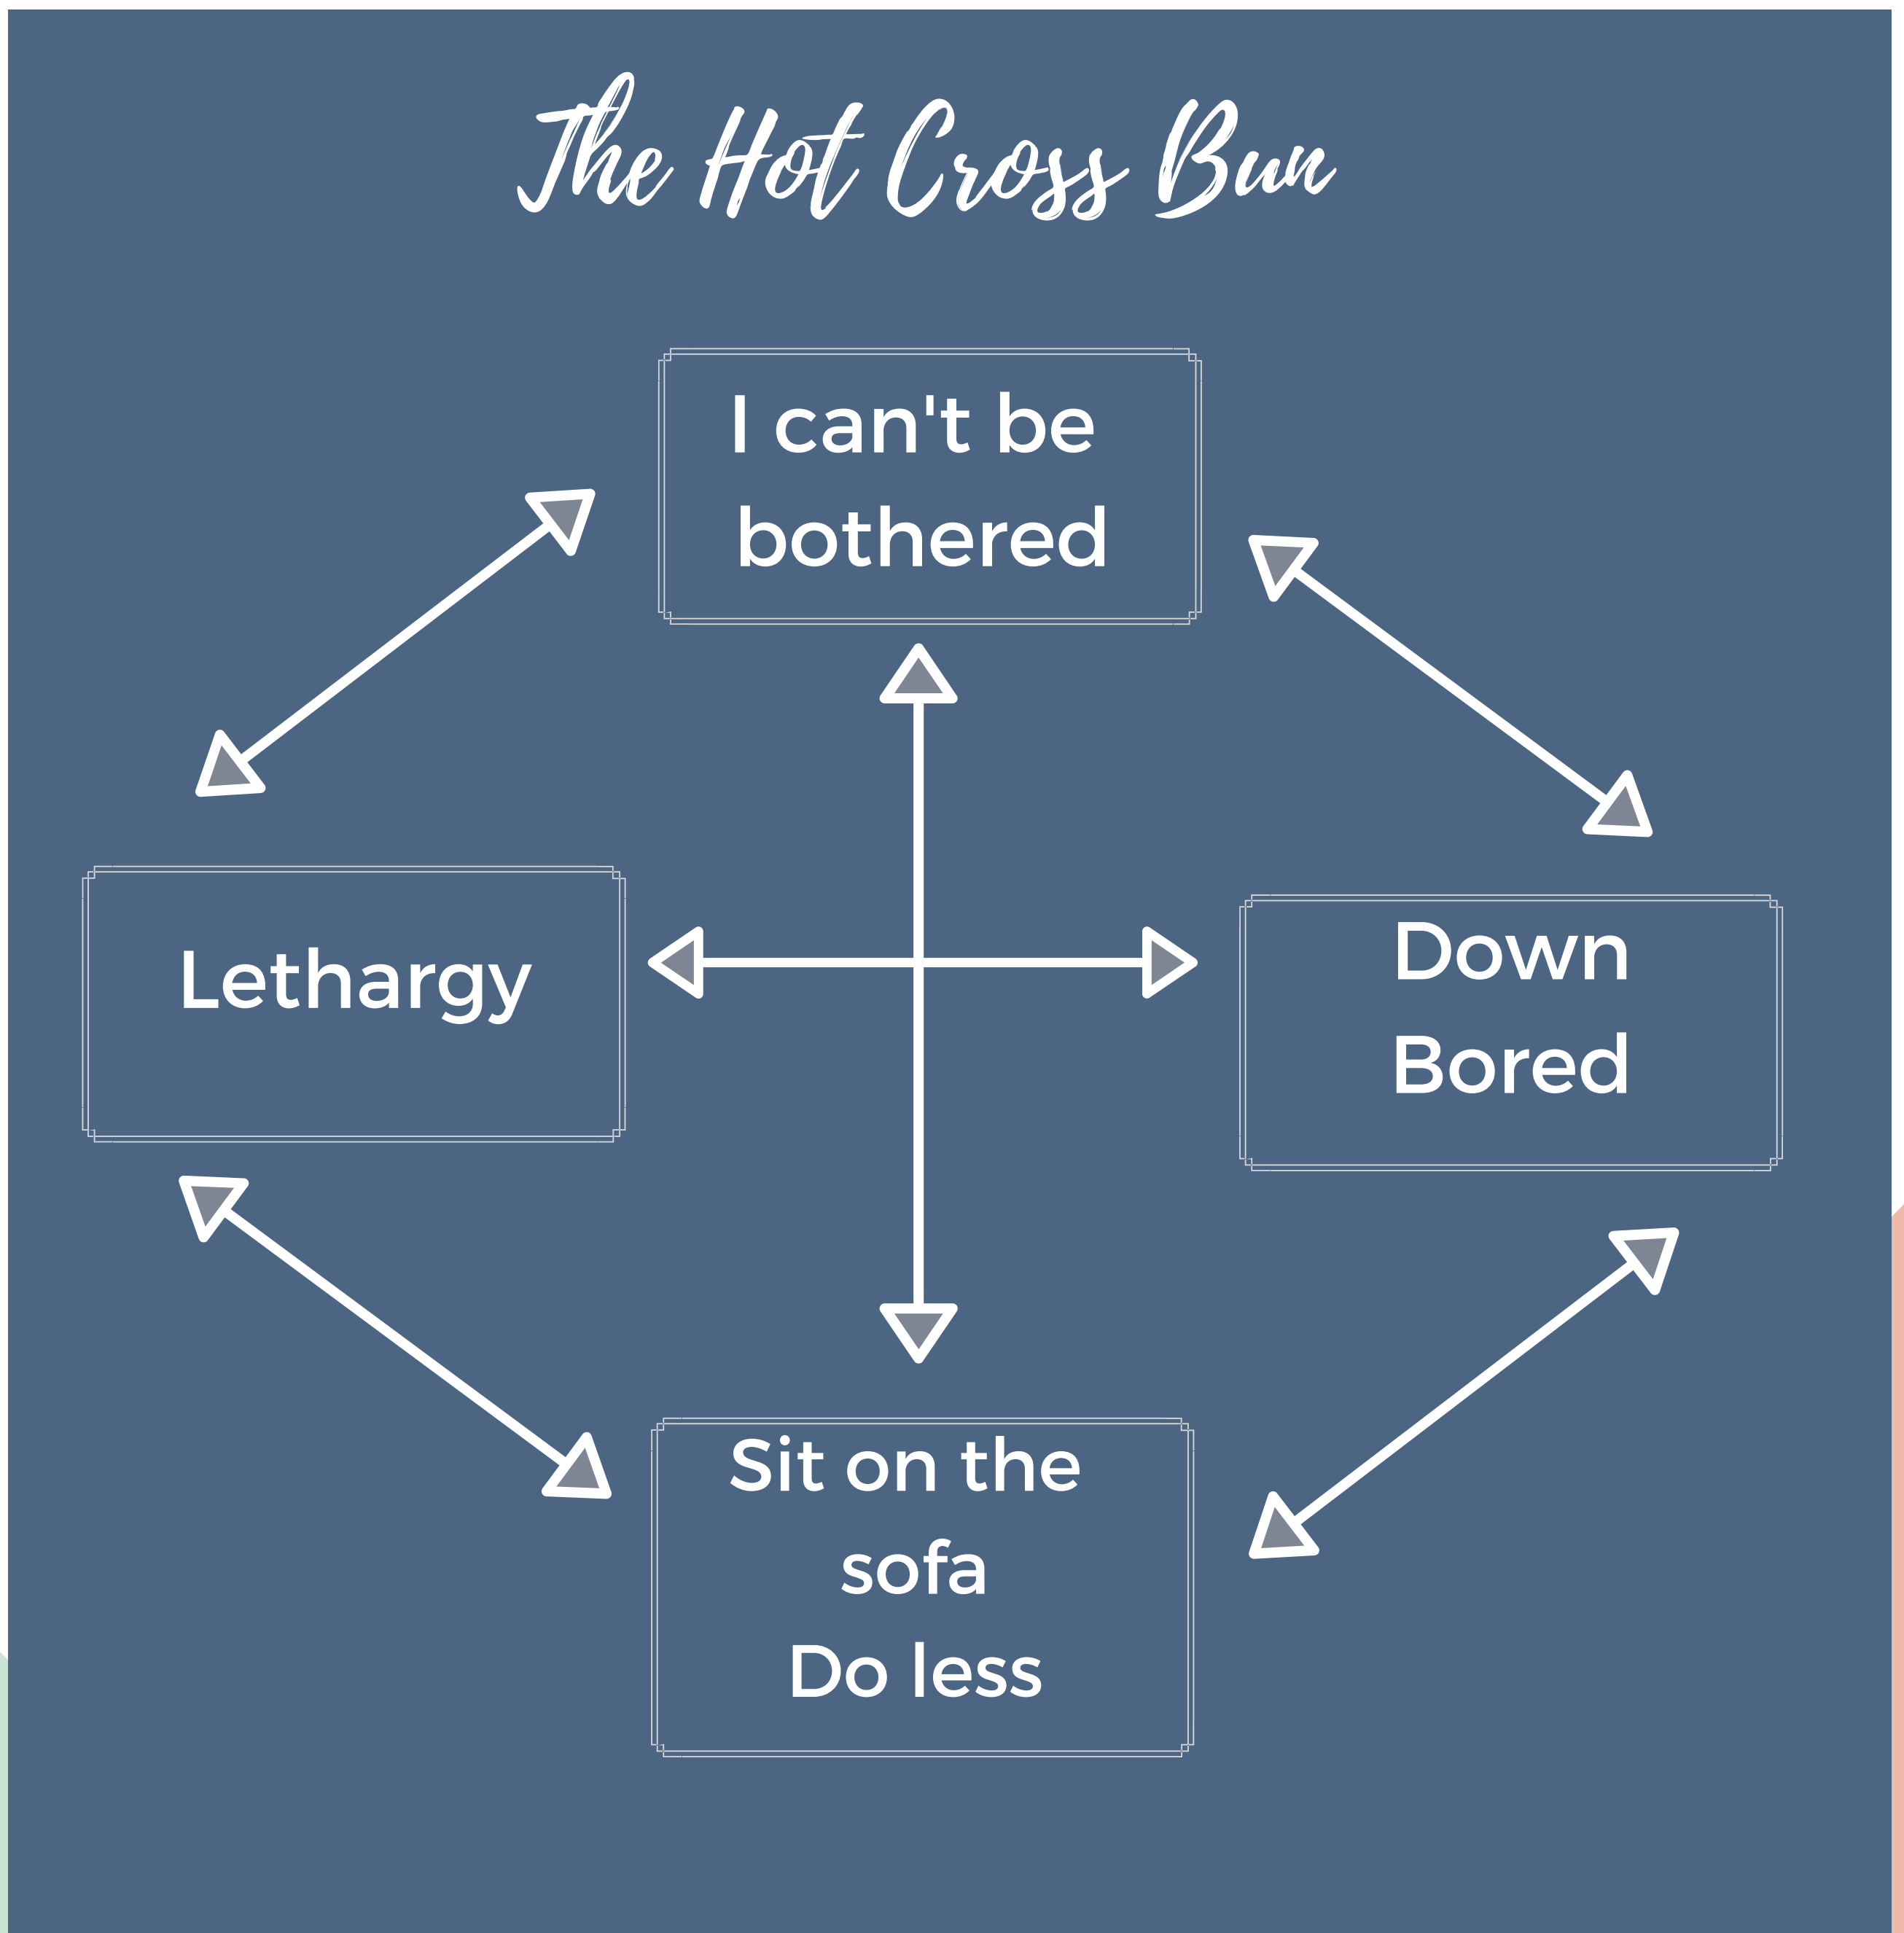 The Hot Cross Bun
I can't be
bothered
Lethargy
Down
Bored
Sit on the
sofa
Do less